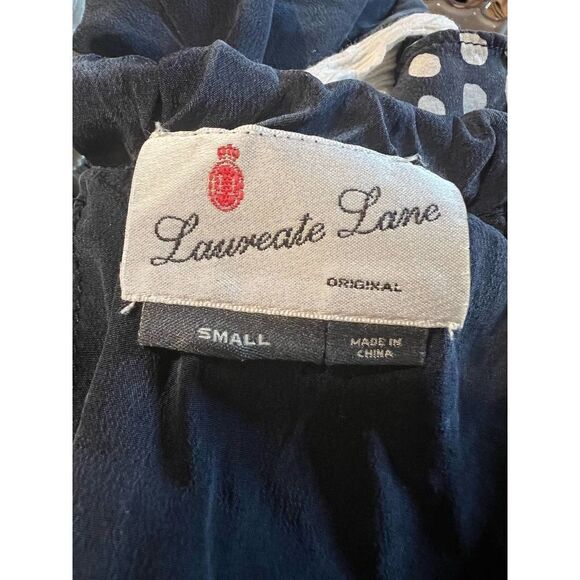 Laureate Lane
ORIGINAL
SMALL
MADE IN
CHINA